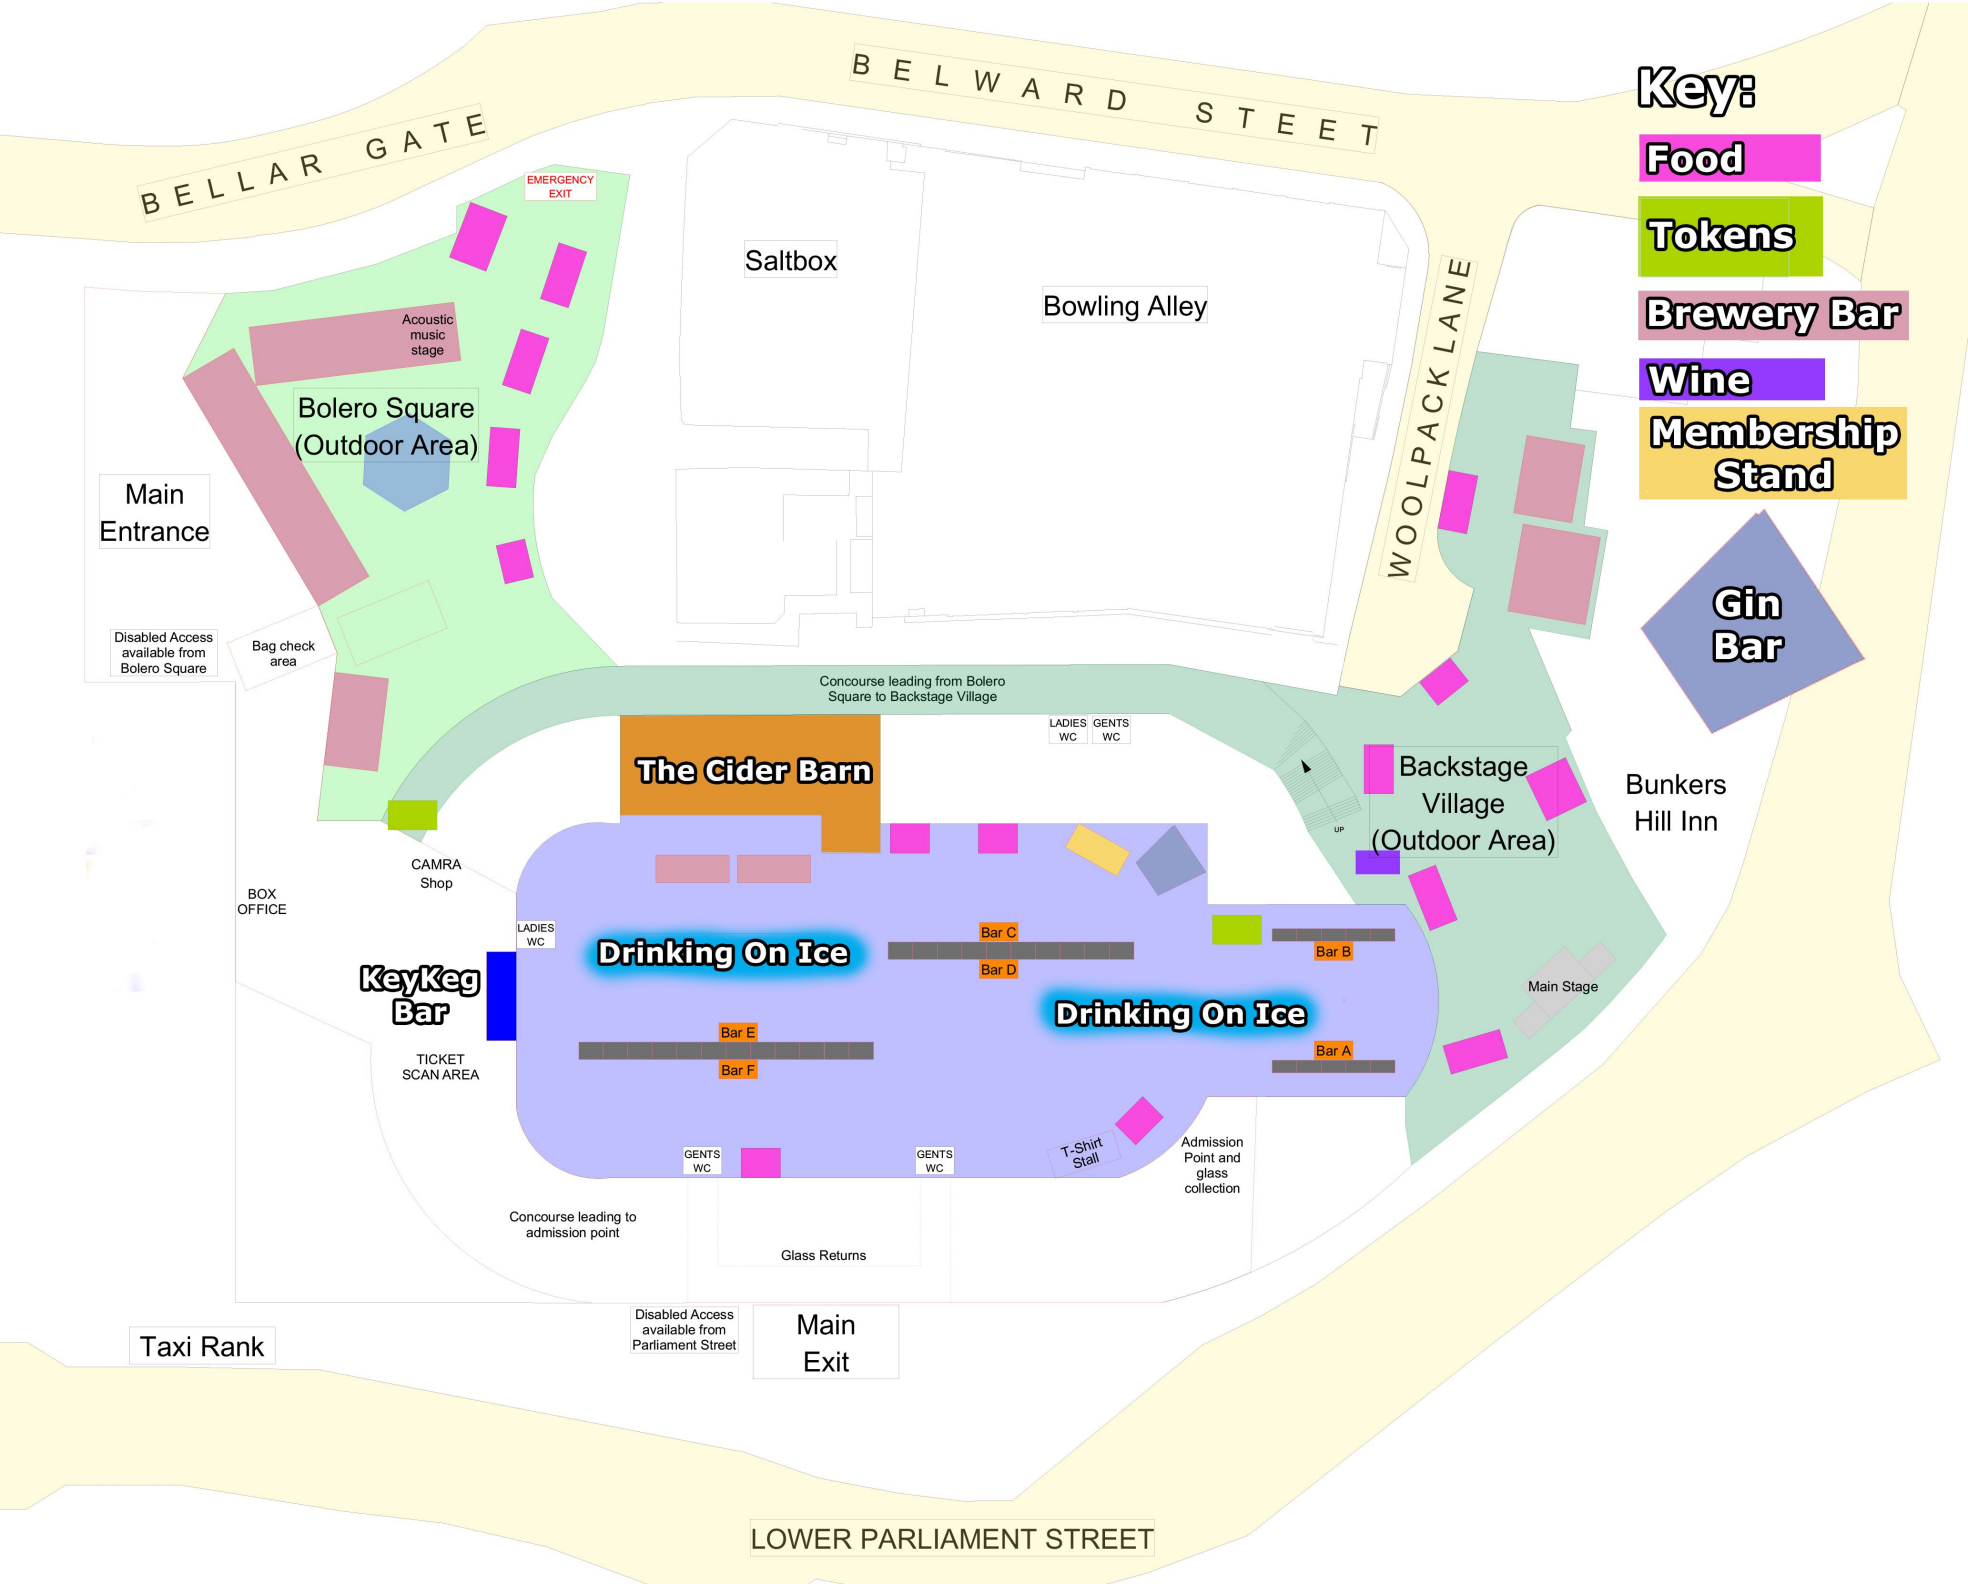 BELWARD STEET
BELLAR GATE
Key:
Food
Tokens
Brewery Bar
Wine
Membership
Stand
Gin
Bar
EMERGENCY
EXIT
Saltbox
Bowling Alley
WOOLPACK LANE
Acoustic
music
stage
Bolero Square
(Outdoor Area)
Main
Entrance
Disabled Access
available from
Bolero Square
Bag check
area
Concourse leading from Bolero
Square to Backstage Village
LADIES
WC
GENTS
WC
The Cider Barn
Backstage
Village
(Outdoor Area)
UP
Bunkers
Hill Inn
CAMRA
Shop
BOX
OFFICE
LADIES
WC
Drinking On Ice
Bar C
Bar D
Bar B
KeyKeg
Bar
Main Stage
Drinking On Ice
Bar E
Bar F
Bar A
TICKET
SCAN AREA
GENTS
WC
GENTS
WC
T-Shirt
Stall
Admission
Point and
glass
collection
Concourse leading to
admission point
Glass Returns
Disabled Access
available from
Parliament Street
Main
Exit
Taxi Rank
LOWER PARLIAMENT STREET